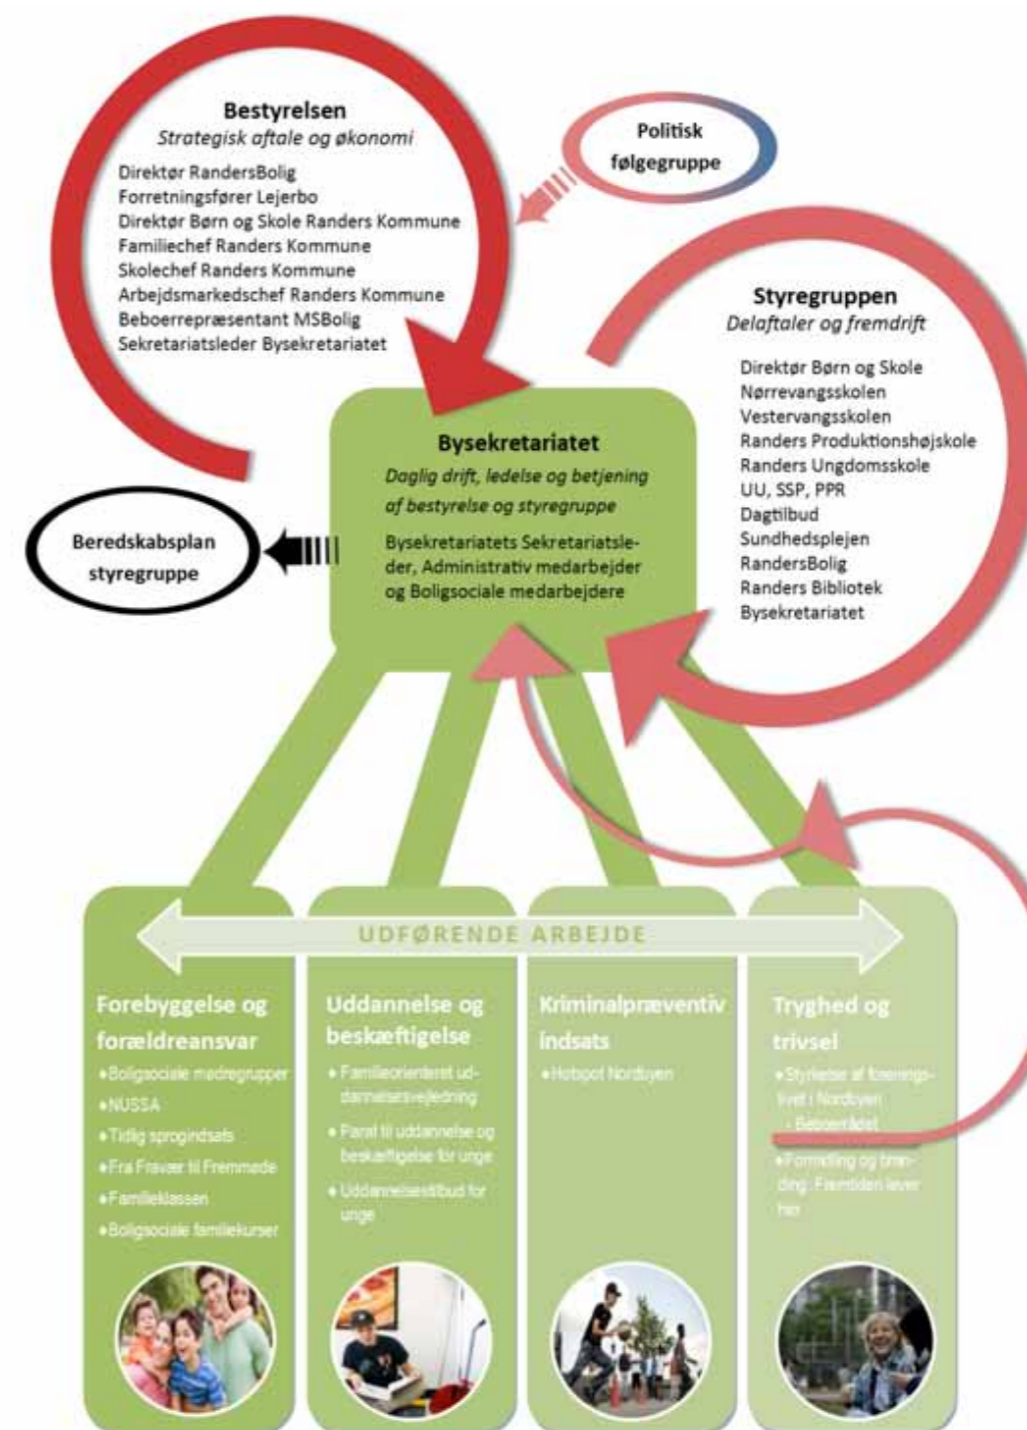 Bestyrelsen
Strategisk aftale og økonomi
Direktør RandersBolig
Forretningsfører Lejerbo
Direktør Børn og Skole Randers Kommune
Familiechef Randers Kommune
Skolechef Randers Kommune
Arbejdsmarkedschef Randers Kommune
Beboerrepræsentant MSBolig
Sekretariatsleder Bysekretariatet
Politisk
følgegruppe
Styregruppen
Delaftaler og fremdrift
Direktør Børn og Skole
Nørrevangsskolen
Vestervangsskolen
Randers Produktionshøjskole
Randers Ungdomsskole
UU, SSP, PPR
Dagtilbud
Sundhedsplejen
RandersBolig
Randers Bibliotek
Bysekretariatet
Bysekretariatet
Daglig drift, ledelse og betjening
af bestyrelse og styregruppe
Bysekretariatets Sekretariatsle-
der, Administrativ medarbejder
og Boligsociale medarbejdere
Beredskabsplan
styregruppe
UDFØRENDE ARBEJDE
Forebyggelse og
forældreansvar
♦Boligsociale mødregrupper
♦NUSSA
♦Tidlig sprogindsats
♦Fra Fravær til Fremmøde
♦Familieklassen
♦Boligsociale familiekurser
Uddannelse og
beskæftigelse
♦ Familieorienteret ud-
dannelsesvejledning
♦ Parat til uddannelse og
beskæftigelse for unge
♦ Uddannelsestilbud for
unge
Kriminalpræventiv
indsats
♦Hotspot Nordbyen
Tryghed og
trivsel
♦Styrkelse af forenings-
livet i Nordbyen
- Beboerrådet
♦Formidling og bran-
ding: Fremtiden lever
her